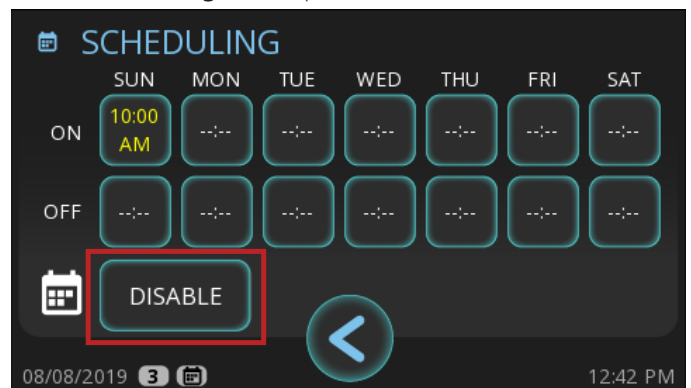 SCHEDULING
SUN MON TUE WED THU FRI SAT
ON 10:00 AM --:-- --:-- --:-- --:-- --:-- --:--
OFF --:-- --:-- --:-- --:-- --:-- --:-- --:--
DISABLE
08/08/2019 3 12:42 PM